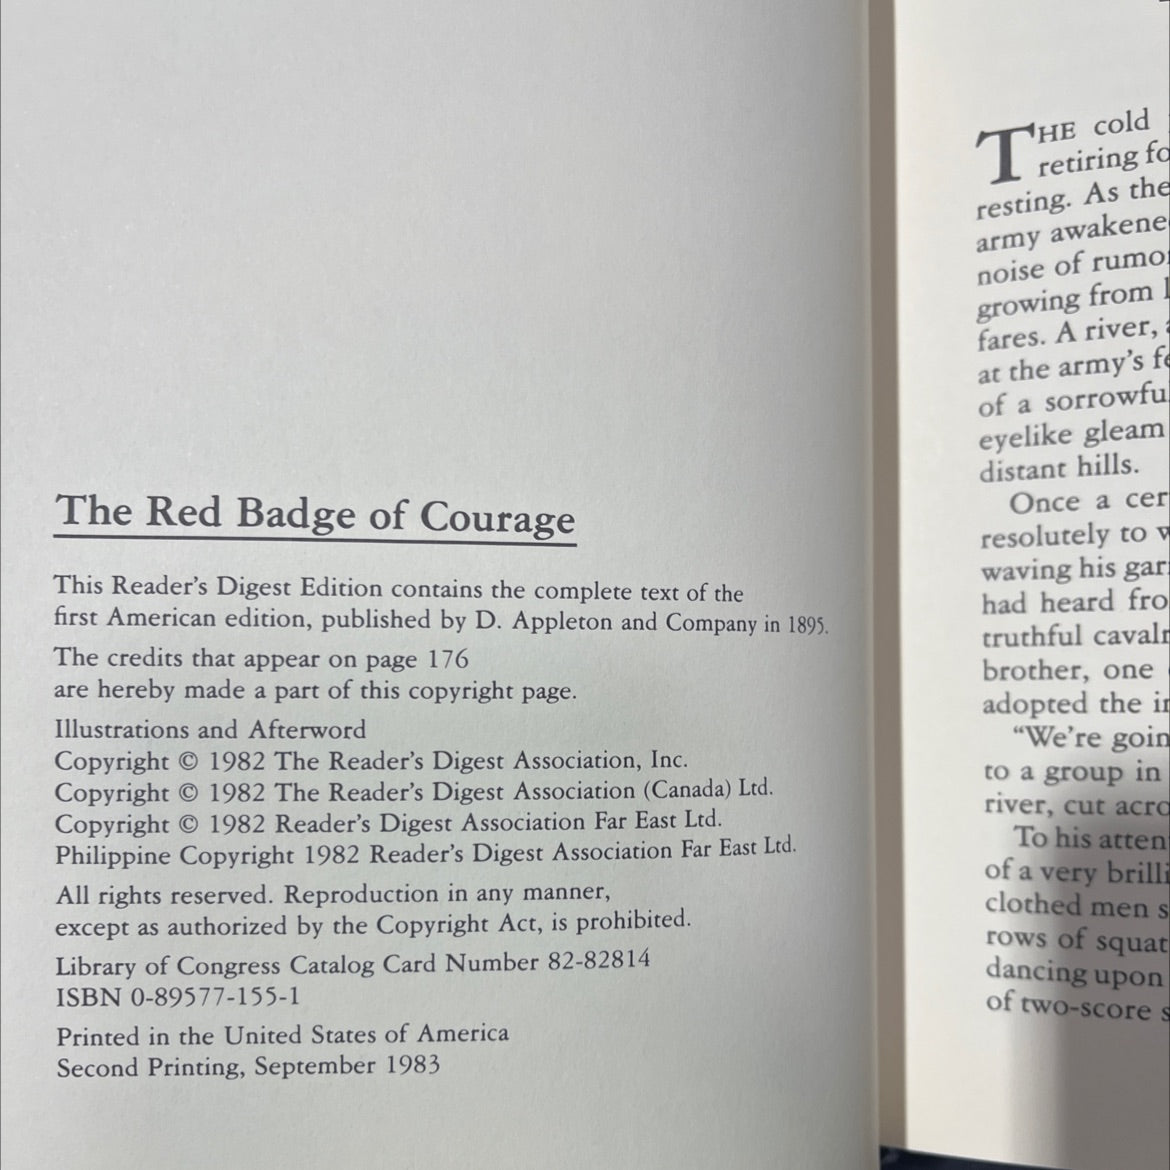 The Red Badge of Courage
This Reader's Digest Edition contains the complete text of the
first American edition, published by D. Appleton and Company in 1895.
The credits that appear on page 176
are hereby made a part of this copyright page.
Illustrations and Afterword
Copyright © 1982 The Reader's Digest Association, Inc.
Copyright © 1982 The Reader's Digest Association (Canada) Ltd.
Copyright © 1982 Reader's Digest Association Far East Ltd.
Philippine Copyright 1982 Reader's Digest Association Far East Ltd.
All rights reserved. Reproduction in any manner,
except as authorized by the Copyright Act, is prohibited.
Library of Congress Catalog Card Number 82-82814
ISBN 0-89577-155-1
Printed in the United States of America
Second Printing, September 1983
THE cold
retiring
resting. As the
army
noise of
growing from
fares. A river,
at the army's
of a
eyelike gleam
distant hills.
Once a
resolutely to
waving his
had heard
truthful
brother, one
adopted the
"We're
to a group in
river, cut
To his
of a very
clothed men
rows of
dancing upon
of two-score